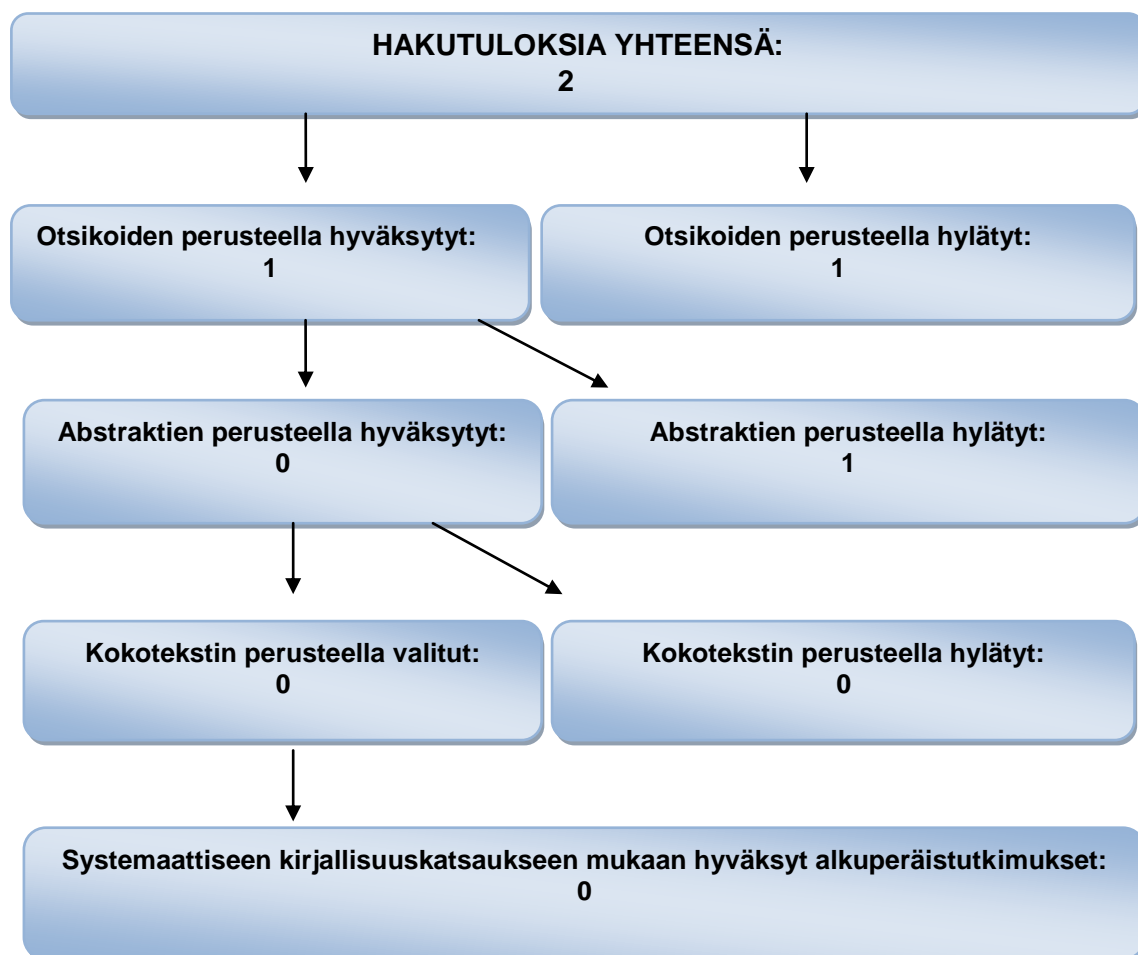 HAKUTULOKSIA YHTEENSÄ:
2
Otsikoiden perusteella hyväksytyt:
1
Otsikoiden perusteella hylätyt:
1
Abstraktien perusteella hyväksytyt:
0
Abstraktien perusteella hylätyt:
1
Kokotekstin perusteella valitut:
0
Kokotekstin perusteella hylätyt:
0
Systemaattiseen kirjallisuuskatsaukseen mukaan hyväksyt alkuperäistutkimukset:
0